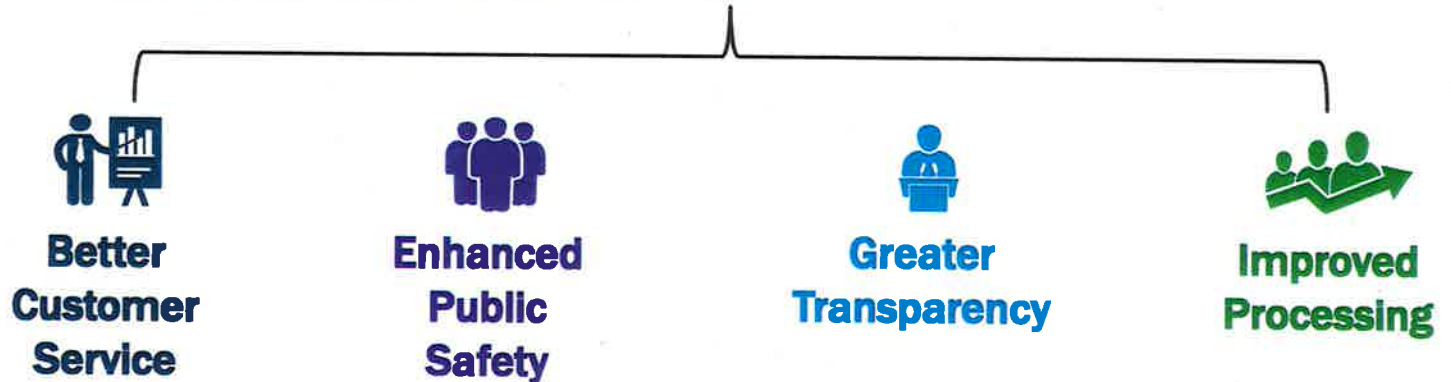 Better
Customer
Service
Enhanced
Public
Safety
Greater
Transparency
Improved
Processing